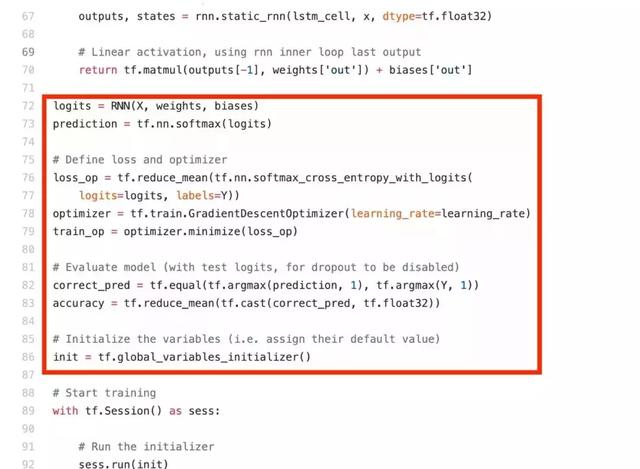 67 outputs, states = rnn.static_rnn(lstm_cell, x, dtype=tf.float32)
68
69 # Linear activation, using rnn inner loop last output
70 return tf.matmul(outputs[-1], weights['out']) + biases['out']
71
72 logits = RNN(X, weights, biases)
73 prediction = tf.nn.softmax(logits)
74
75 # Define loss and optimizer
76 loss_op = tf.reduce_mean(tf.nn.softmax_cross_entropy_with_logits(
77 logits=logits, labels=Y))
78 optimizer = tf.train.GradientDescentOptimizer(learning_rate=learning_rate)
79 train_op = optimizer.minimize(loss_op)
80
81 # Evaluate model (with test logits, for dropout to be disabled)
82 correct_pred = tf.equal(tf.argmax(prediction, 1), tf.argmax(Y, 1))
83 accuracy = tf.reduce_mean(tf.cast(correct_pred, tf.float32))
84
85 # Initialize the variables (i.e. assign their default value)
86 init = tf.global_variables_initializer()
87
88 # Start training
89 with tf.Session() as sess:
90
91 # Run the initializer
92 sess.run(init)